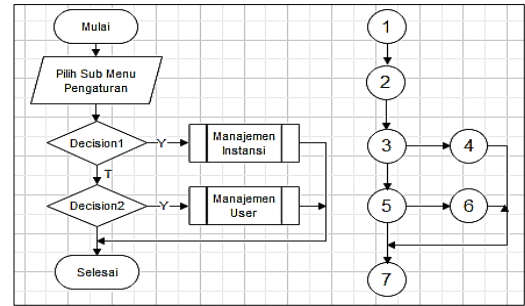 Mulai
Pilih Sub Menu
Pengaturan
Decision1
Y
Manajemen
Instansi
T
Decision2
Y
Manajemen
User
Selesai
1
2
3
4
5
6
7